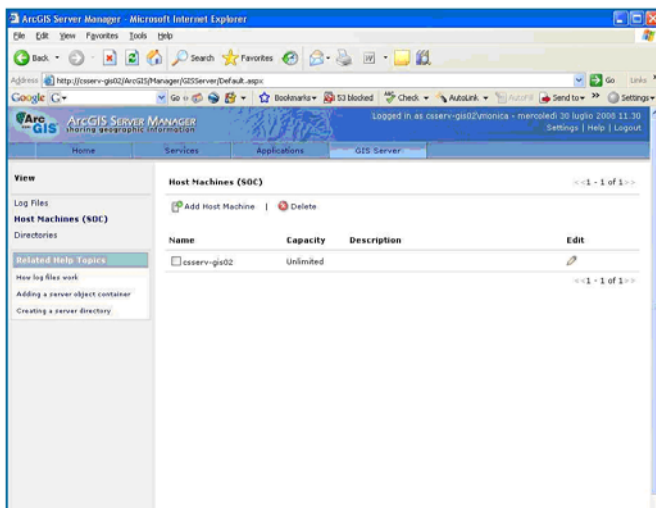 ArcGIS Server Manager - Microsoft Internet Explorer
File Edit View Favorites Tools Help
Back Search Favorites
Address http://csserv-gis02/ArcGIS/Manager/GISServer/Default.aspx Go Links
Google G Go Bookmarks 53 blocked Check AutoLink AutoFill Send to Settings
Arc GIS ArcGIS Server Manager
sharing geographic information
Logged in as csserv-gis02\monica - mercoledì 30 luglio 2008 11.30
Settings | Help | Logout
Home Services Applications GIS Server
View
Log Files
Host Machines (SOC)
Directories
Related Help Topics
How log files work
Adding a server object container
Creating a server directory
Host Machines (SOC) <<1 - 1 of 1>>
Add Host Machine | Delete
Name Capacity Description Edit
csserv-gis02 Unlimited
<<1 - 1 of 1>>